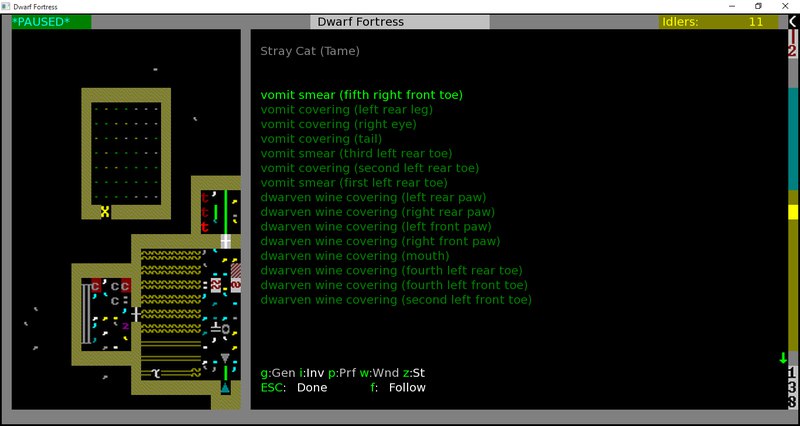 Dwarf Fortress
*PAUSED*
Dwarf Fortress
Idlers: 11
Stray Cat (Tame)
vomit smear (fifth right front toe)
vomit covering (left rear leg)
vomit covering (right eye)
vomit covering (tail)
vomit smear (third left rear toe)
vomit covering (second left rear toe)
vomit smear (first left rear toe)
dwarven wine covering (left rear paw)
dwarven wine covering (right rear paw)
dwarven wine covering (left front paw)
dwarven wine covering (right front paw)
dwarven wine covering (mouth)
dwarven wine covering (fourth left rear toe)
dwarven wine covering (fourth left front toe)
dwarven wine covering (second left front toe)
g:Gen i:Inv p:Prf w:Wnd z:St
ESC: Done f: Follow
1
3
8